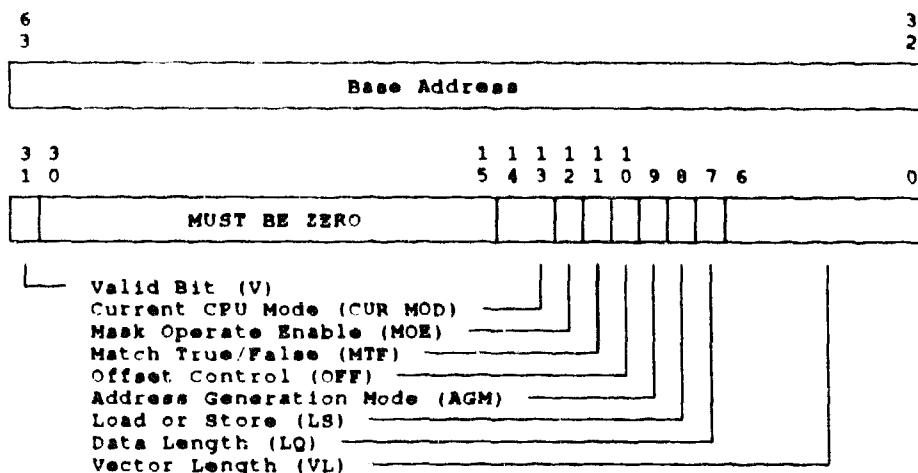 6 3
3 2
Base Address
3 3 1 1 1 1 1 1
1 0 5 4 3 2 1 0 9 8 7 6 0
MUST BE ZERO
Valid Bit (V)
Current CPU Mode (CUR MOD)
Mask Operate Enable (MOE)
Match True/False (MTF)
Offset Control (OFF)
Address Generation Mode (AGM)
Load or Store (LS)
Data Length (LQ)
Vector Length (VL)